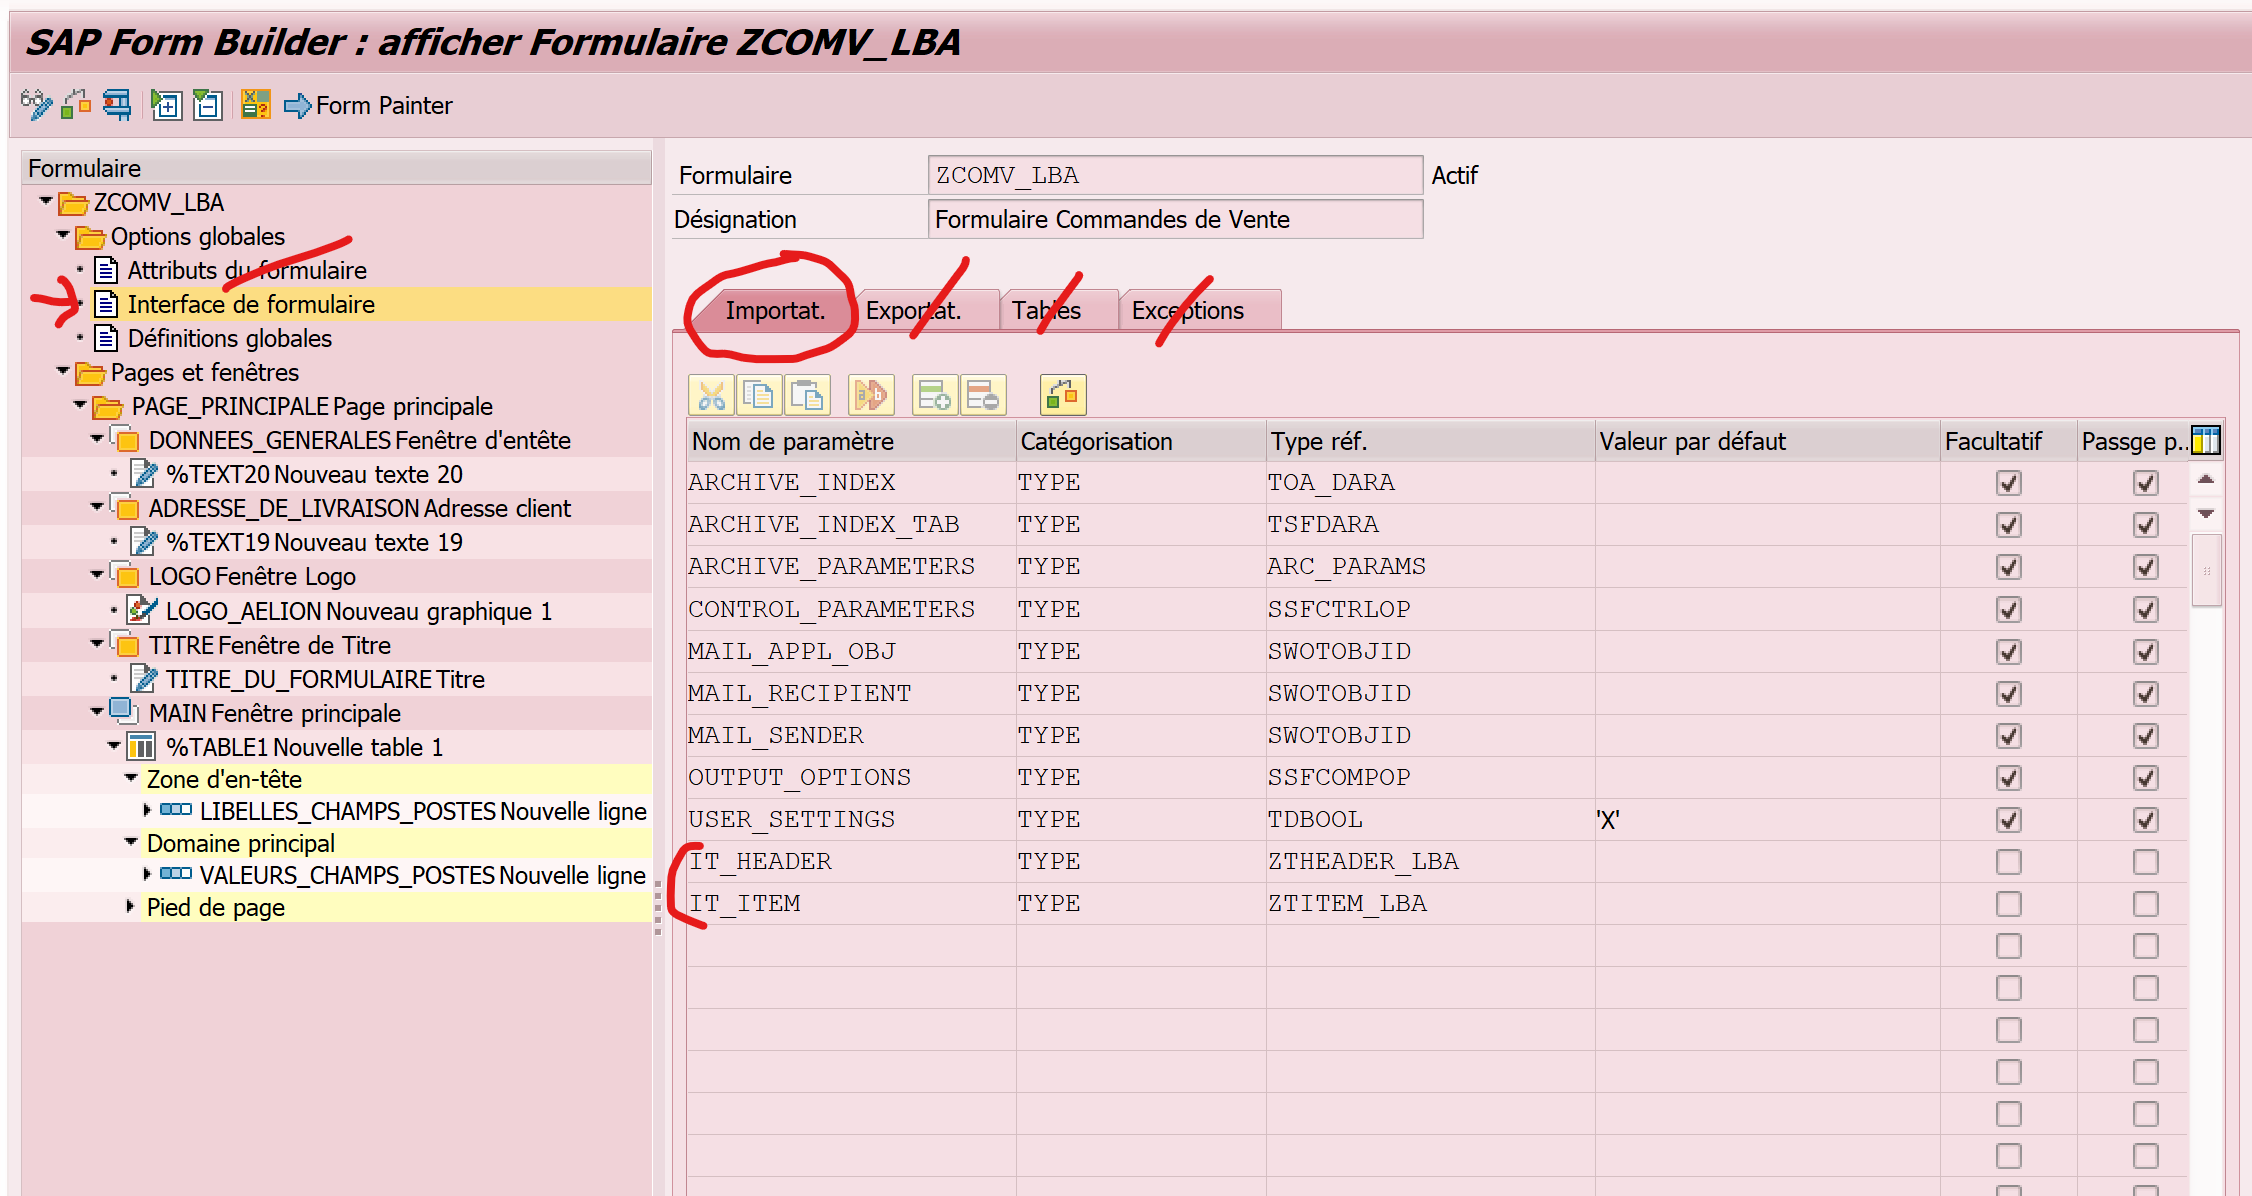 SAP Form Builder : afficher Formulaire ZCOMV_LBA
Form Painter
Formulaire
ZCOMV_LBA
Options globales
Attributs du formulaire
Interface de formulaire
Définitions globales
Pages et fenêtres
PAGE_PRINCIPALE Page principale
DONNEES_GENERALES Fenêtre d'entête
%TEXT20 Nouveau texte 20
ADRESSE_DE_LIVRAISON Adresse client
%TEXT19 Nouveau texte 19
LOGO Fenêtre Logo
LOGO_AELION Nouveau graphique 1
TITRE Fenêtre de Titre
TITRE_DU_FORMULAIRE Titre
MAIN Fenêtre principale
%TABLE1 Nouvelle table 1
Zone d'en-tête
LIBELLES_CHAMPS_POSTES Nouvelle ligne
Domaine principal
VALEURS_CHAMPS_POSTES Nouvelle ligne
Pied de page
Formulaire ZCOMV_LBA Actif
Désignation Formulaire Commandes de Vente
Importat. Exportat. Tables Exceptions
Nom de paramètre Catégorisation Type réf. Valeur par défaut Facultatif Passge p..
ARCHIVE_INDEX TYPE TOA_DARA
ARCHIVE_INDEX_TAB TYPE TSFDARA
ARCHIVE_PARAMETERS TYPE ARC_PARAMS
CONTROL_PARAMETERS TYPE SSFCTRLOP
MAIL_APPL_OBJ TYPE SWOTOBJID
MAIL_RECIPIENT TYPE SWOTOBJID
MAIL_SENDER TYPE SWOTOBJID
OUTPUT_OPTIONS TYPE SSFCOMPOP
USER_SETTINGS TYPE TDBOOL 'X'
IT_HEADER TYPE ZTHEADER_LBA
IT_ITEM TYPE ZTITEM_LBA